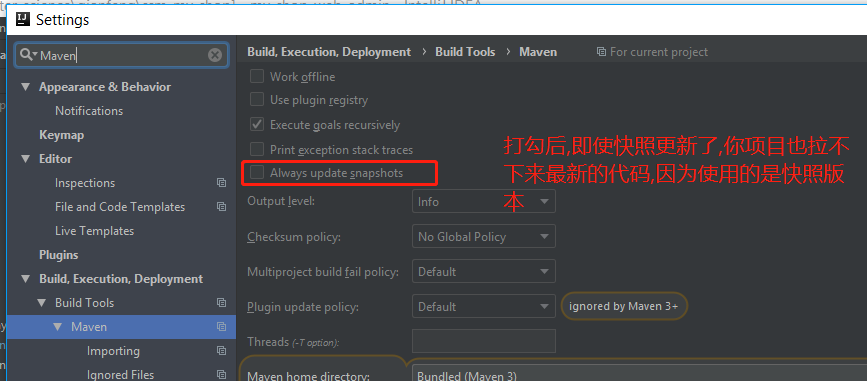 Settings
Maven
Build, Execution, Deployment > Build Tools > Maven
For current project
Appearance & Behavior
Notifications
Keymap
Editor
Inspections
File and Code Templates
Live Templates
Plugins
Build, Execution, Deployment
Build Tools
Maven
Importing
Ignored Files
Work offline
Use plugin registry
Execute goals recursively
Print exception stack traces
Always update snapshots
打勾后,即使快照更新了,你项目也拉不
下来最新的代码,因为使用的是快照版
本
Output level: Info
Checksum policy: No Global Policy
Multiproject build fail policy: Default
Plugin update policy: Default ignored by Maven 3+
Threads (-T option):
Maven home directory: Bundled (Maven 3)